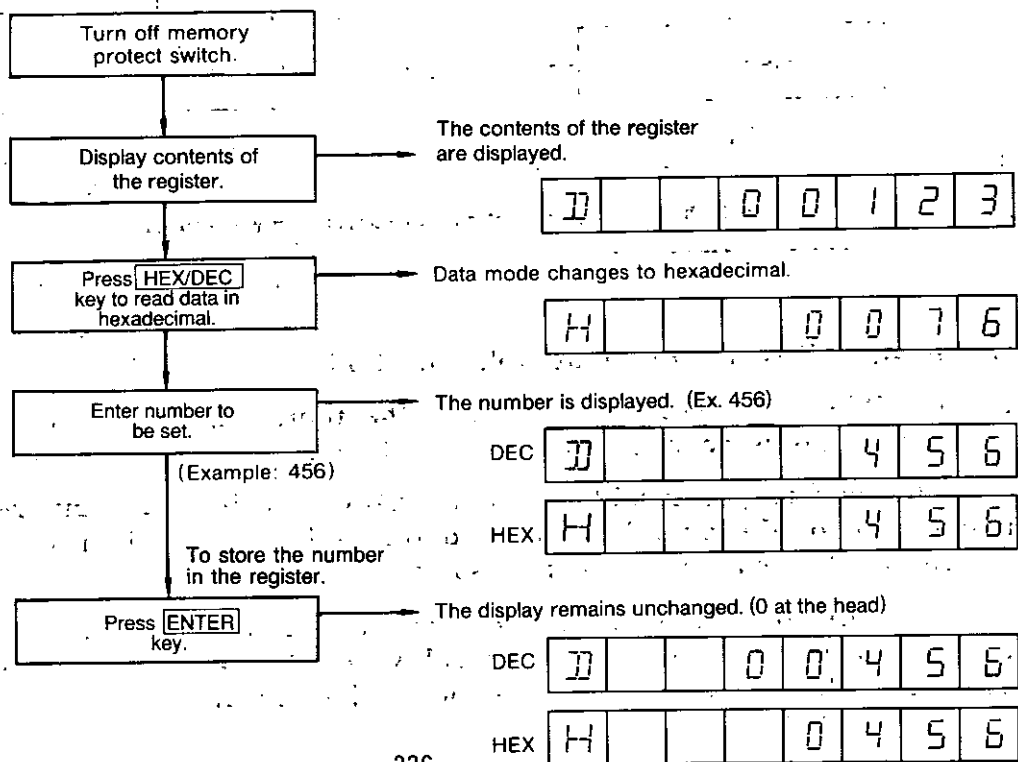 Turn off memory
protect switch.
Display contents of
the register.
The contents of the register
are displayed.
D 0 0 1 2 3
Press HEX/DEC
key to read data in
hexadecimal.
Data mode changes to hexadecimal.
H 0 0 7 6
Enter number to
be set.
(Example: 456)
The number is displayed. (Ex. 456)
DEC D 4 5 6
HEX H 4 5 6
To store the number
in the register.
Press ENTER
key.
The display remains unchanged. (0 at the head)
DEC D 0 0 4 5 6
HEX H 0 4 5 6